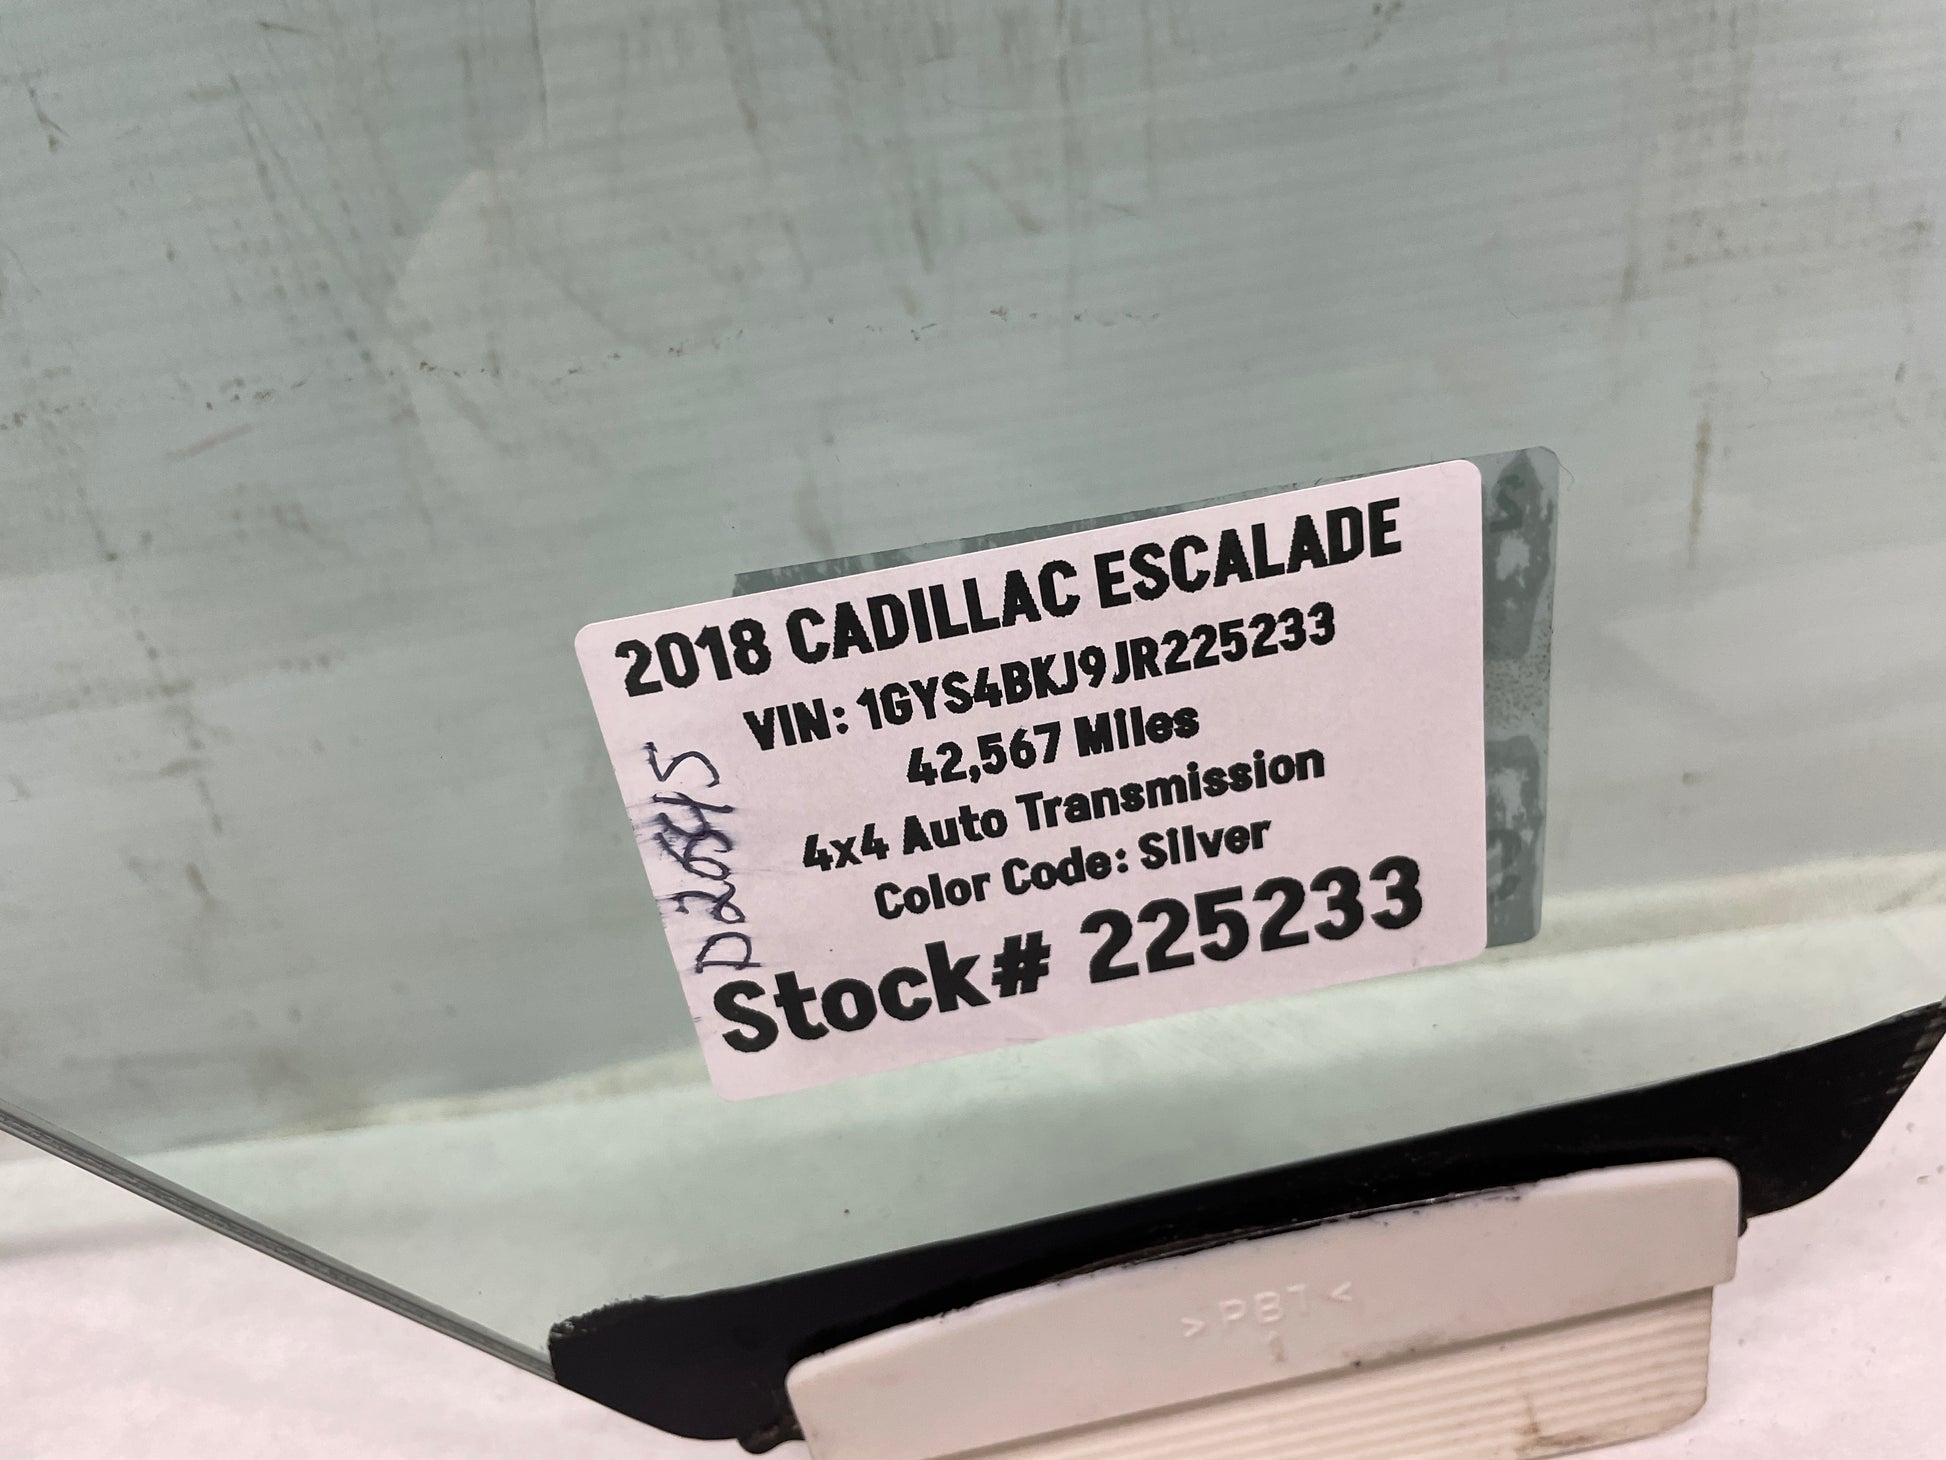 2018 CADILLAC ESCALADE
VIN: 1GYS4BKJ9JR225233
42,567 Miles
4x4 Auto Transmission
Color Code: Silver
Stock# 225233
>PBT<